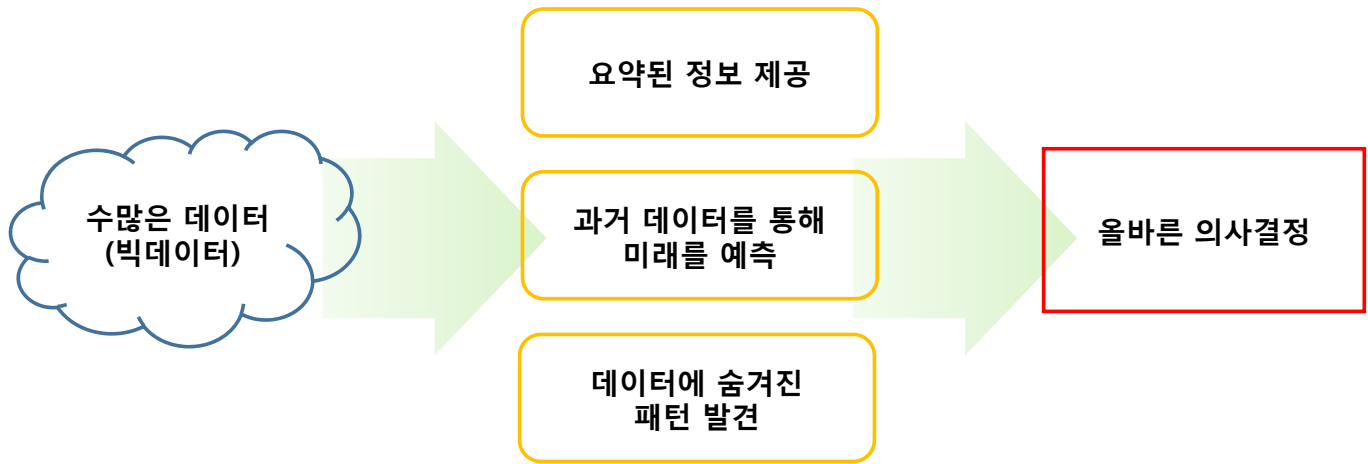 요약된 정보 제공
수많은 데이터
(빅데이터)
과거 데이터를 통해
미래를 예측
올바른 의사결정
데이터에 숨겨진
패턴 발견